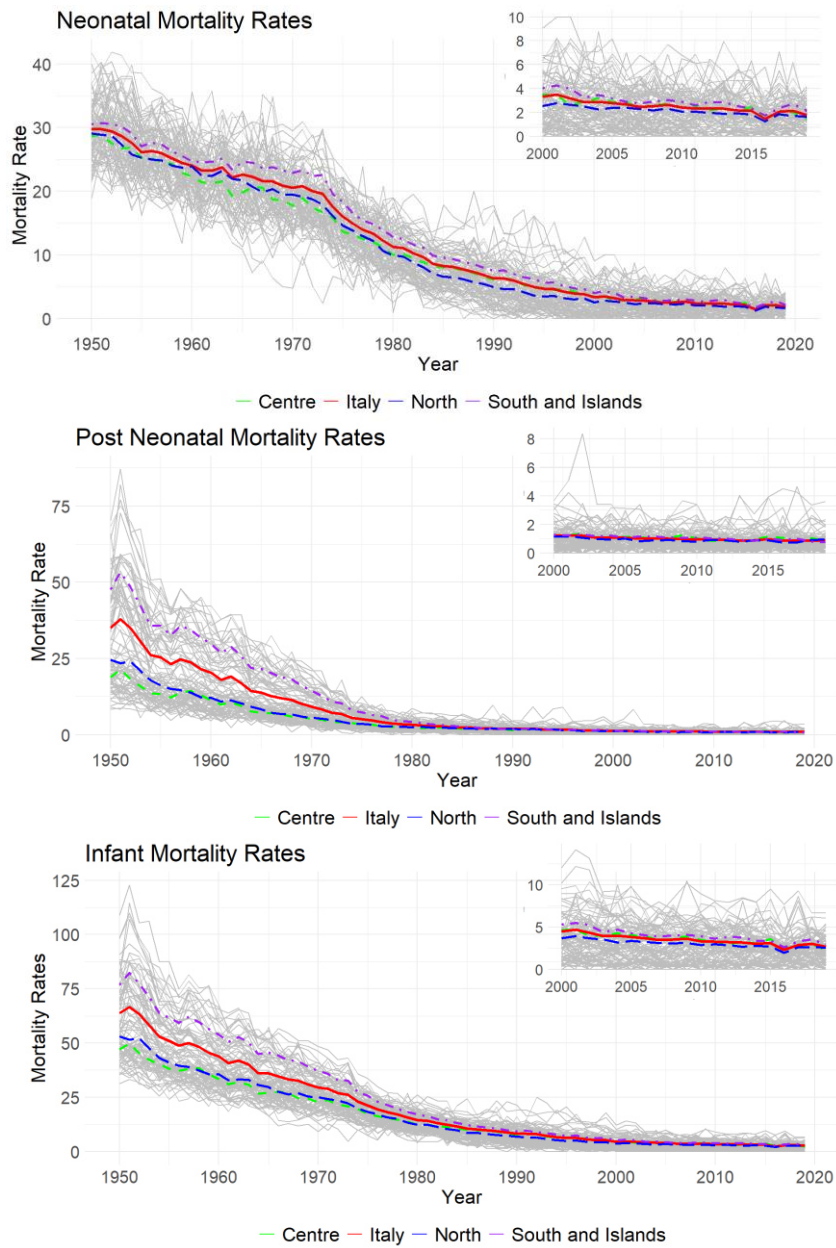 Neonatal Mortality Rates
10
8
6
4
2
0
2000 2005 2010 2015
Mortality Rate
40
30
20
10
0
1950 1960 1970 1980 1990 2000 2010 2020
Year
Centre Italy North South and Islands
Post Neonatal Mortality Rates
8
6
4
2
0
2000 2005 2010 2015
Mortality Rate
75
50
25
0
1950 1960 1970 1980 1990 2000 2010 2020
Year
Centre Italy North South and Islands
Infant Mortality Rates
10
5
0
2000 2005 2010 2015
Mortality Rates
125
100
75
50
25
0
1950 1960 1970 1980 1990 2000 2010 2020
Year
Centre Italy North South and Islands